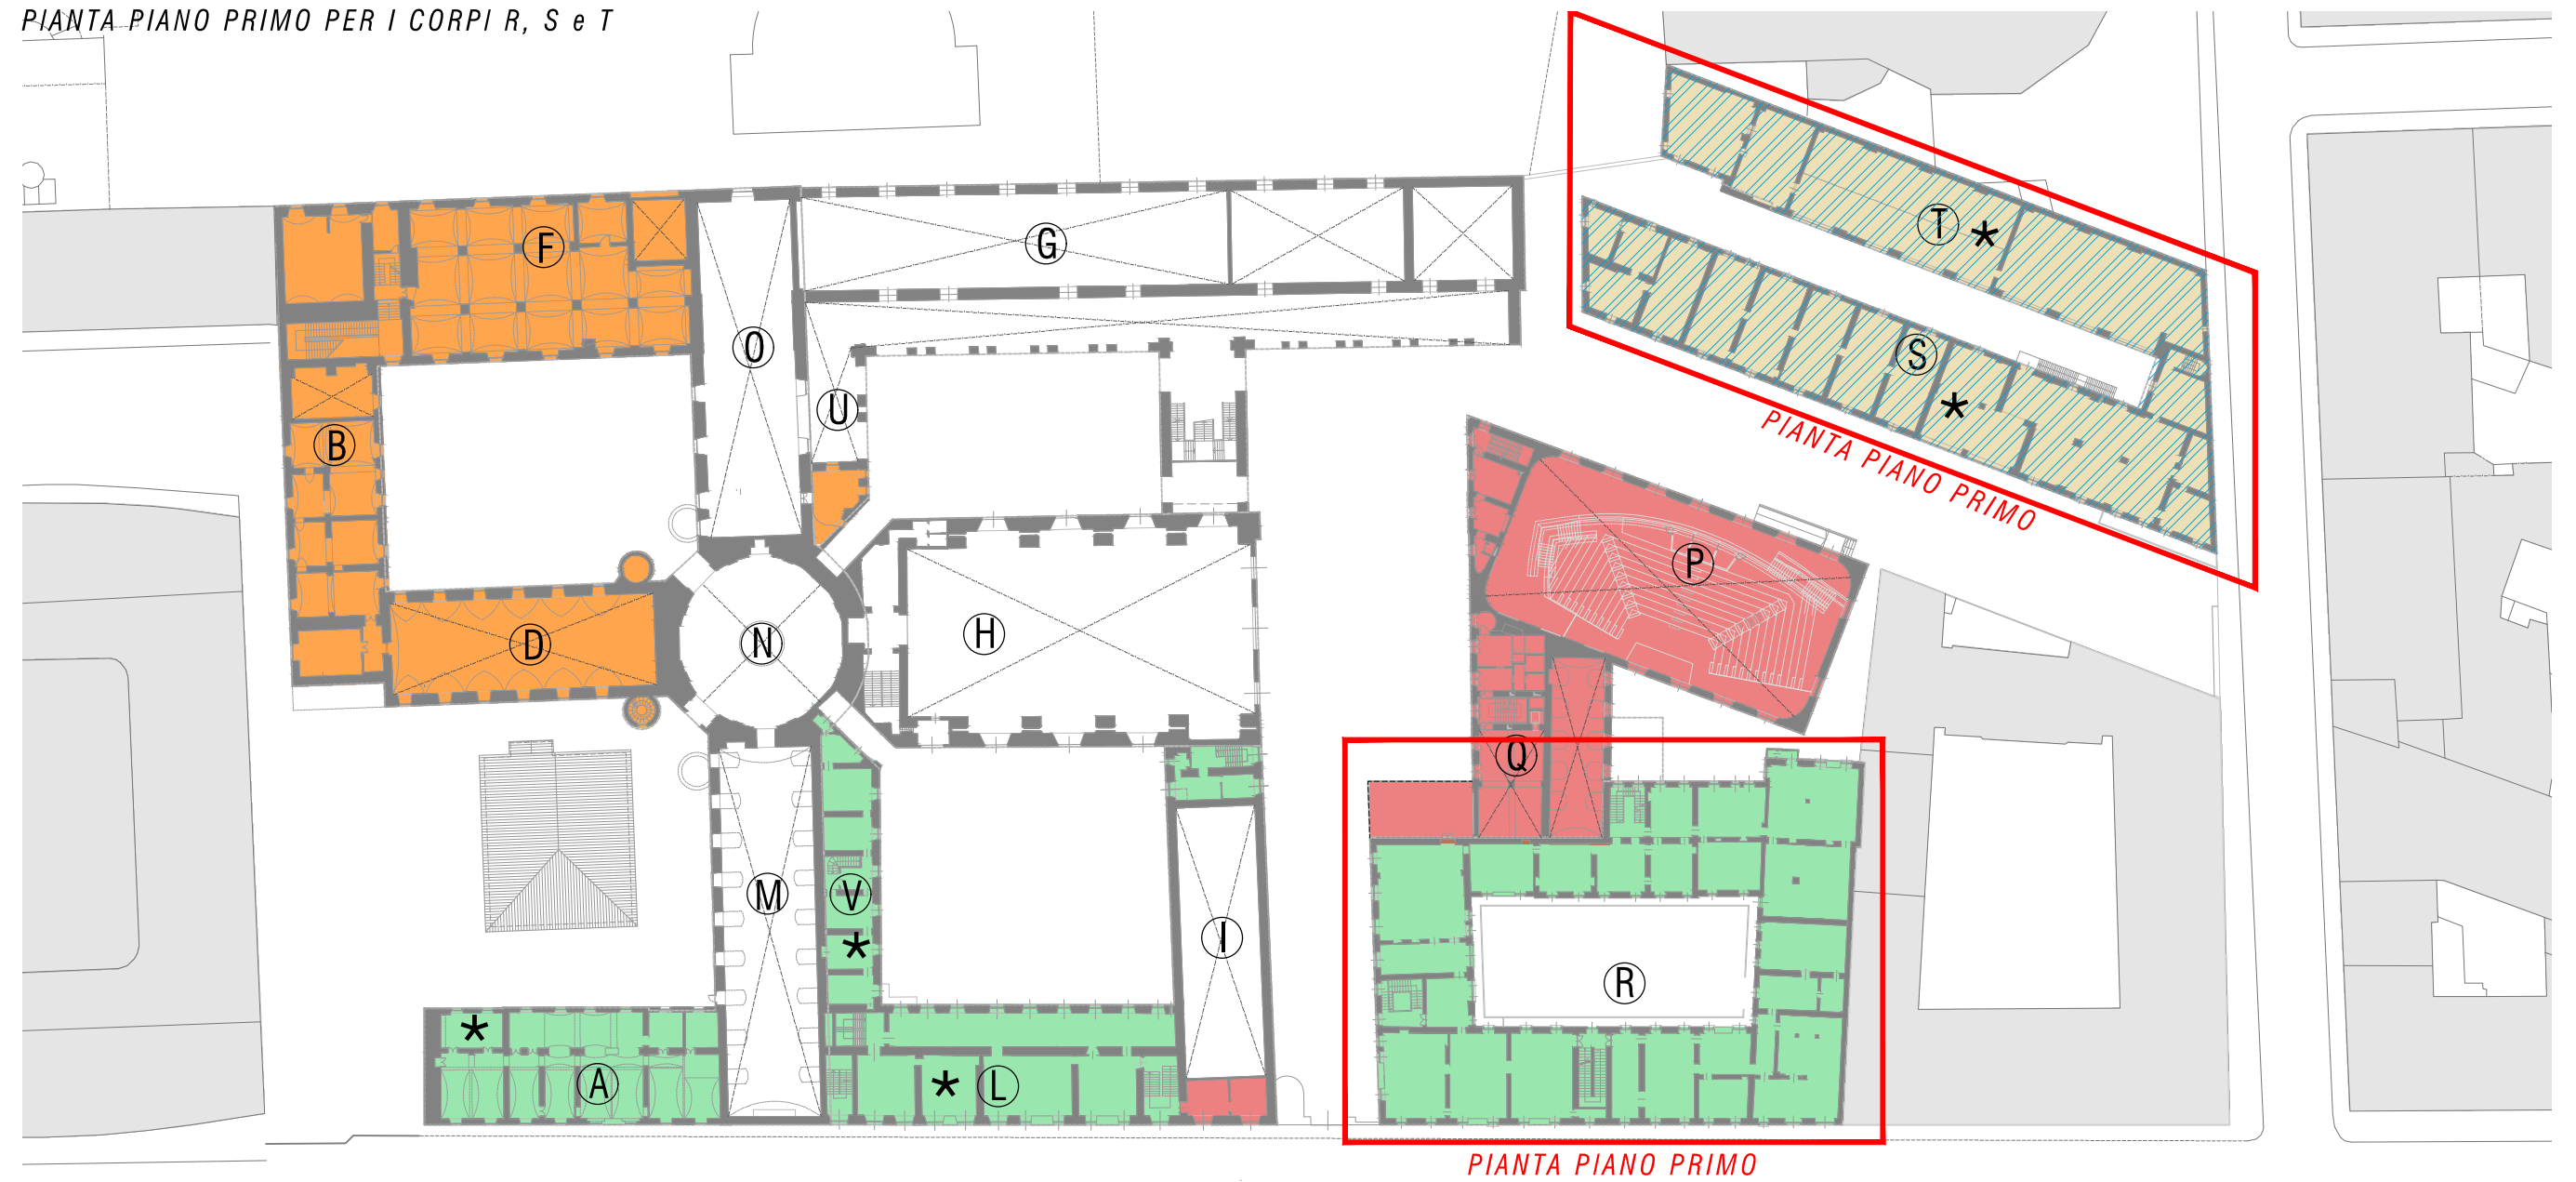 PIANTA PIANO PRIMO PER I CORPI R, S e T
F
G
T *
O
S
*
U
B
PIANTA PIANO PRIMO
P
D
N
H
Q
V
M
*
I
R
*
A
* L
PIANTA PIANO PRIMO